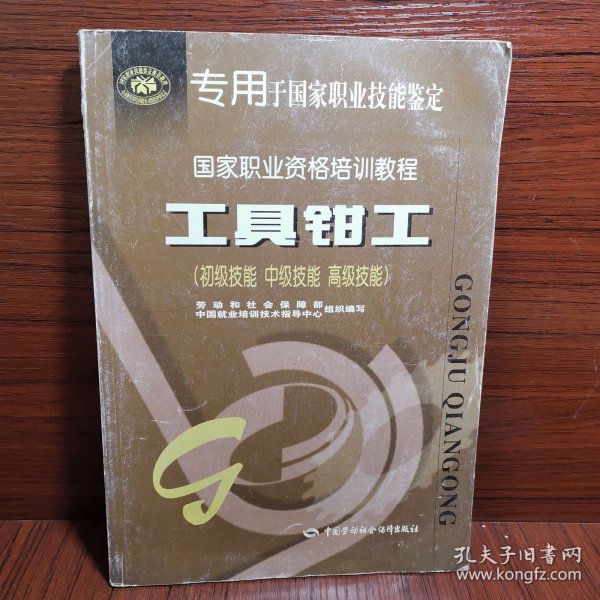 专用于国家职业技能鉴定
国家职业资格培训教程
工具钳工
(初级技能 中级技能 高级技能)
劳动和社会保障部
中国就业培训技术指导中心 组织编写
GONGJU QIANGONG
G
中国劳动社会保障出版社
孔夫子旧书网
www.kongfz.com